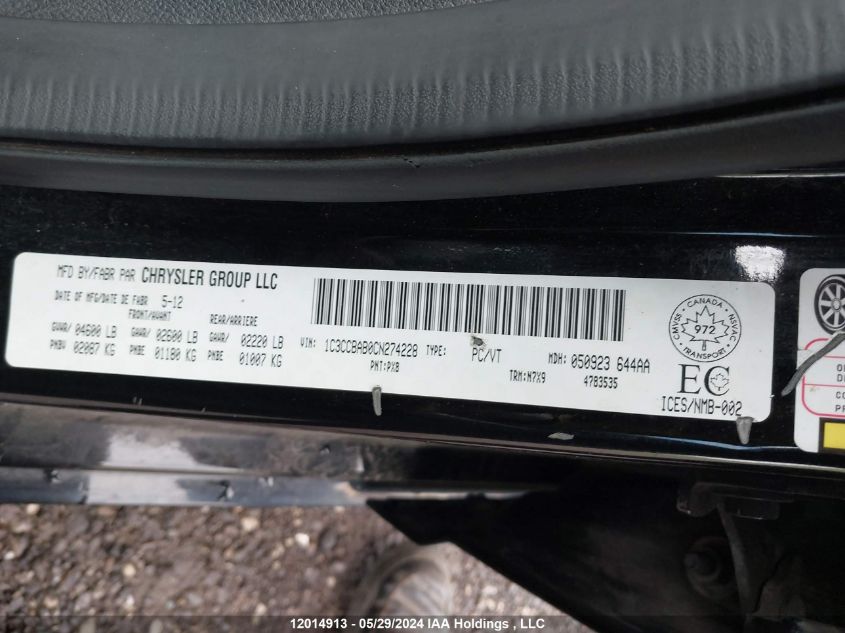 MFD BY/FABR PAR CHRYSLER GROUP LLC
DATE OF MFG/DATE DE FABR 5-12
FRONT/AVANT REAR/ARRIERE
GVWR/ 04600 LB GAWR/ 02600 LB GAWR/ 02220 LB
PNBV 02087 KG PNBE 01180 KG PNBE 01007 KG
VIN: 1C3CCBAB0CN274228 TYPE: PC/VT MDH: 050923 644AA
PNT:PX8 TRM:M7X9 4783535
CMVSS CANADA NSVAC
972
TRANSPORT
EC
ICES/NMB-002
12014913 - 05/29/2024 IAA Holdings, LLC